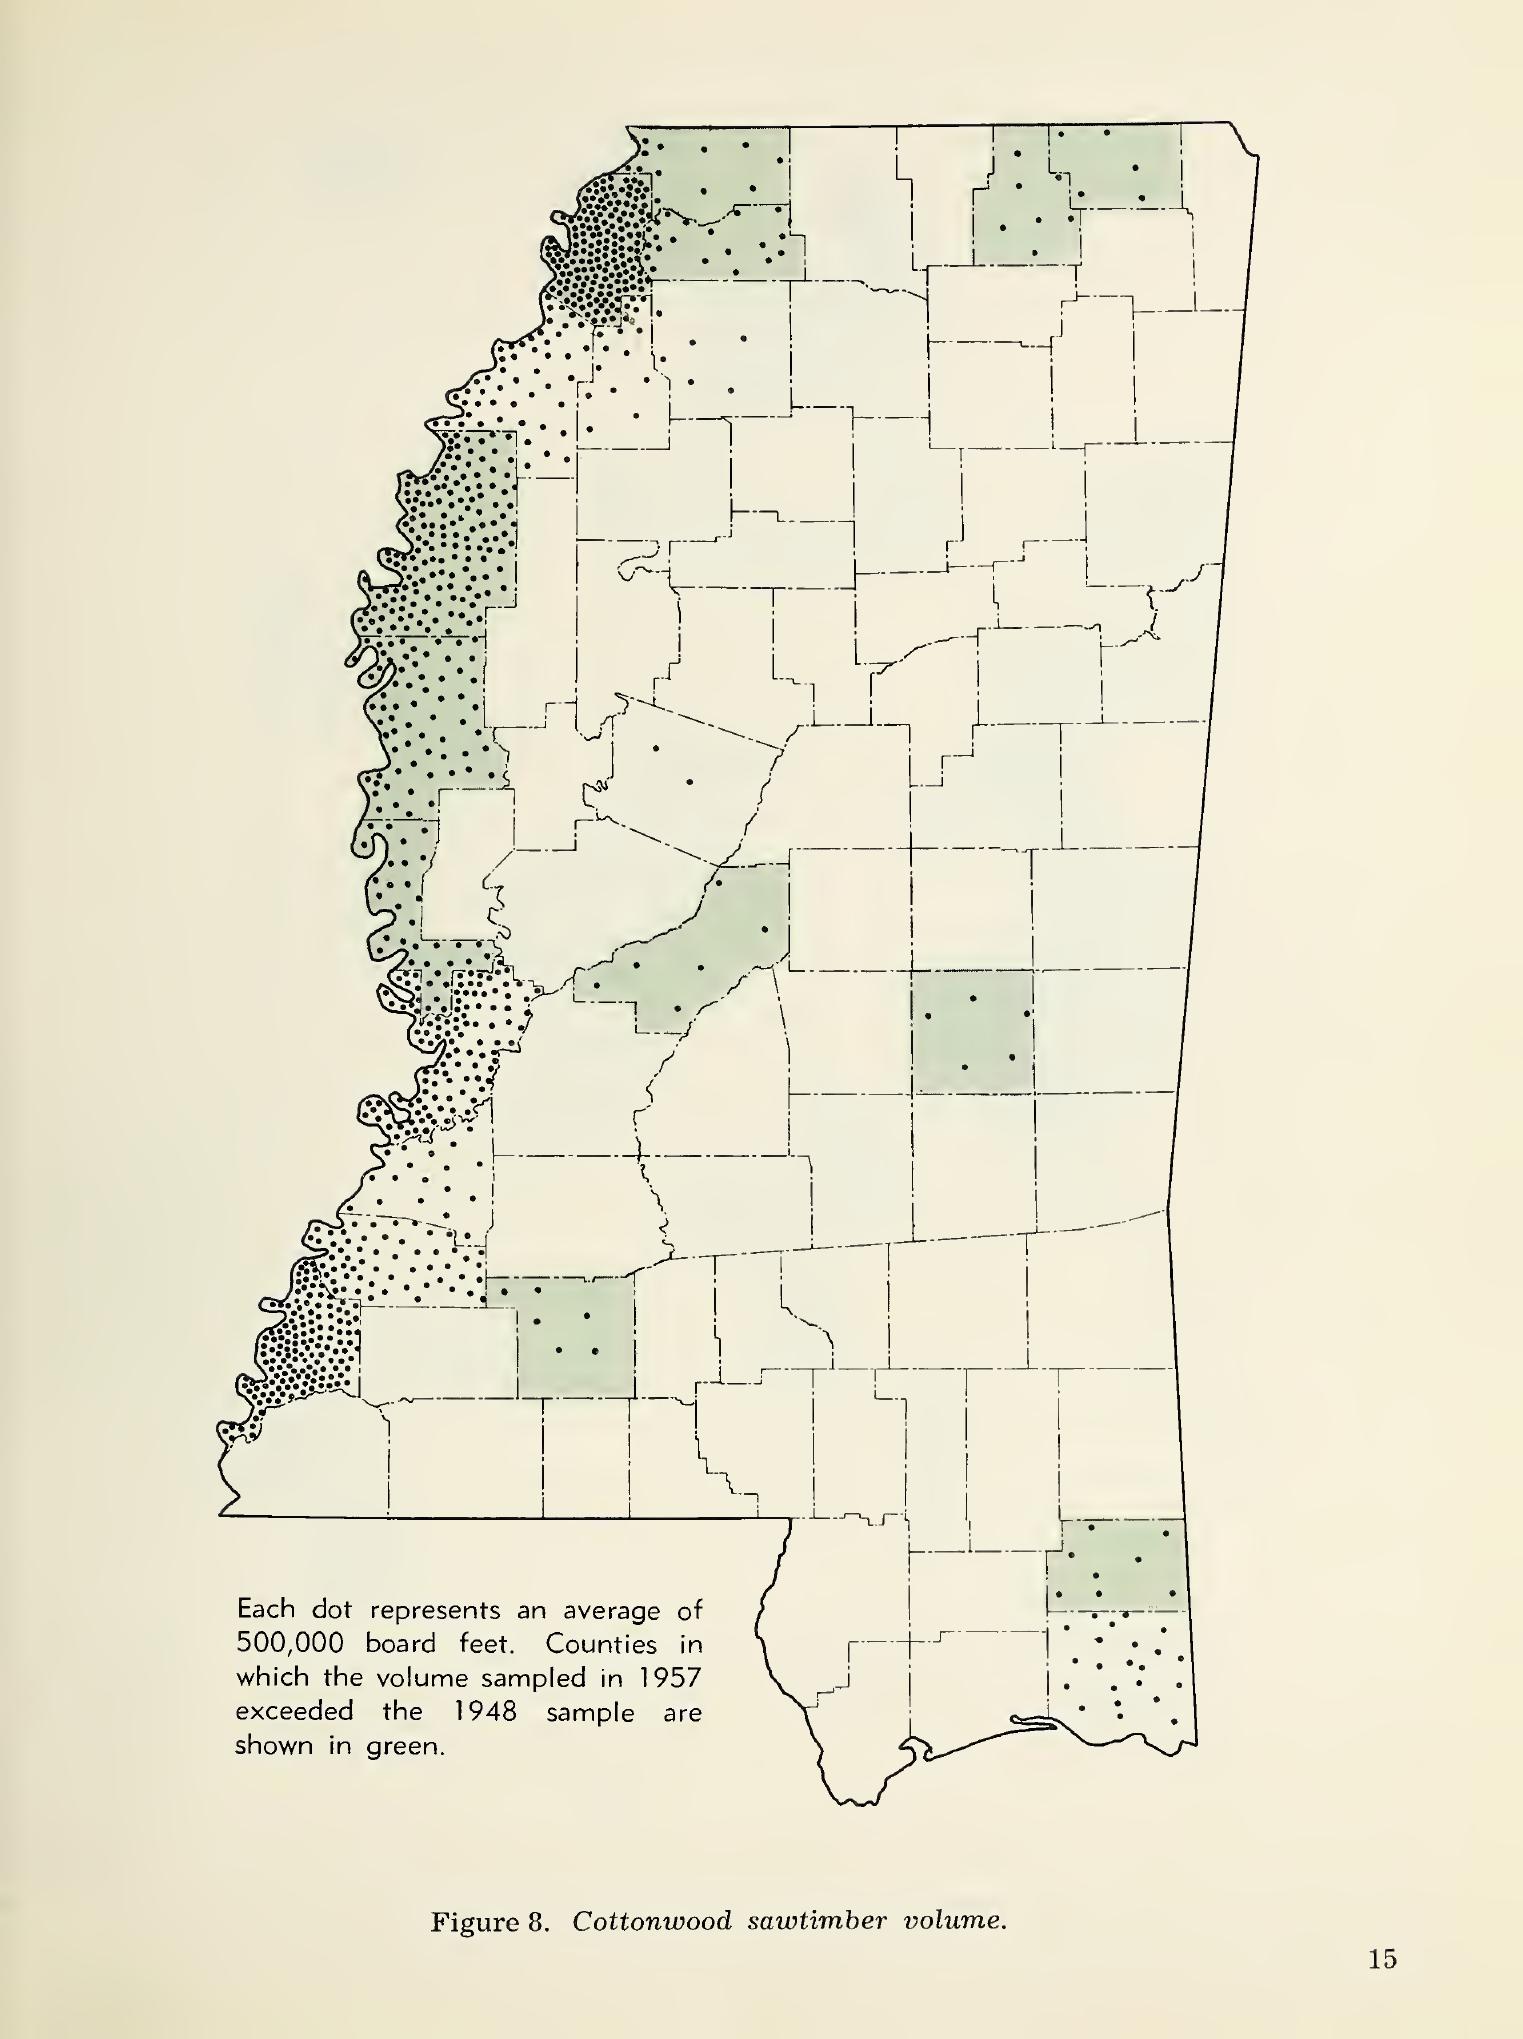 Each dot represents an average of
500,000 board feet. Counties in
which the volume sampled in 1957
exceeded the 1948 sample are
shown in green.
Figure 8. Cottonwood sawtimber volume.
15